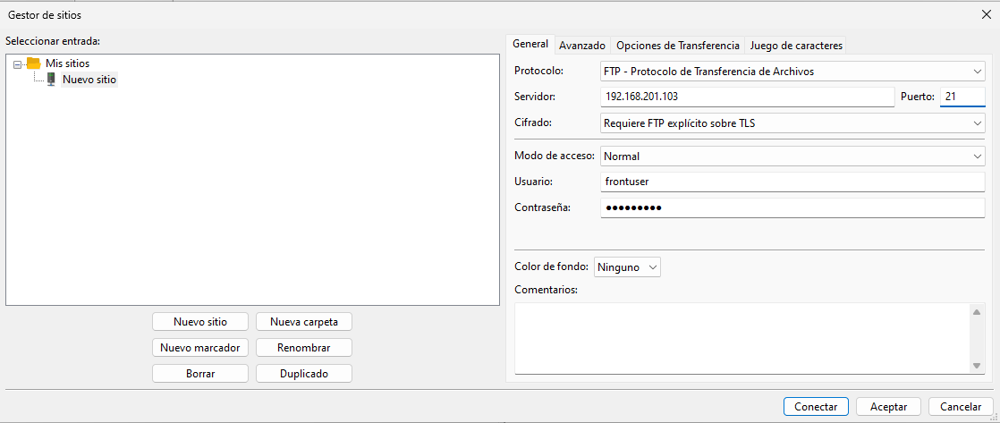 Gestor de sitios
Seleccionar entrada:
Mis sitios
Nuevo sitio
Nuevo sitio
Nueva carpeta
Nuevo marcador
Renombrar
Borrar
Duplicado
General
Avanzado
Opciones de Transferencia
Juego de caracteres
Protocolo:
FTP - Protocolo de Transferencia de Archivos
Servidor:
192.168.201.103
Puerto:
21
Cifrado:
Requiere FTP explícito sobre TLS
Modo de acceso:
Normal
Usuario:
frontuser
Contraseña:
●●●●●●●●●
Color de fondo:
Ninguno
Comentarios:
Conectar
Aceptar
Cancelar